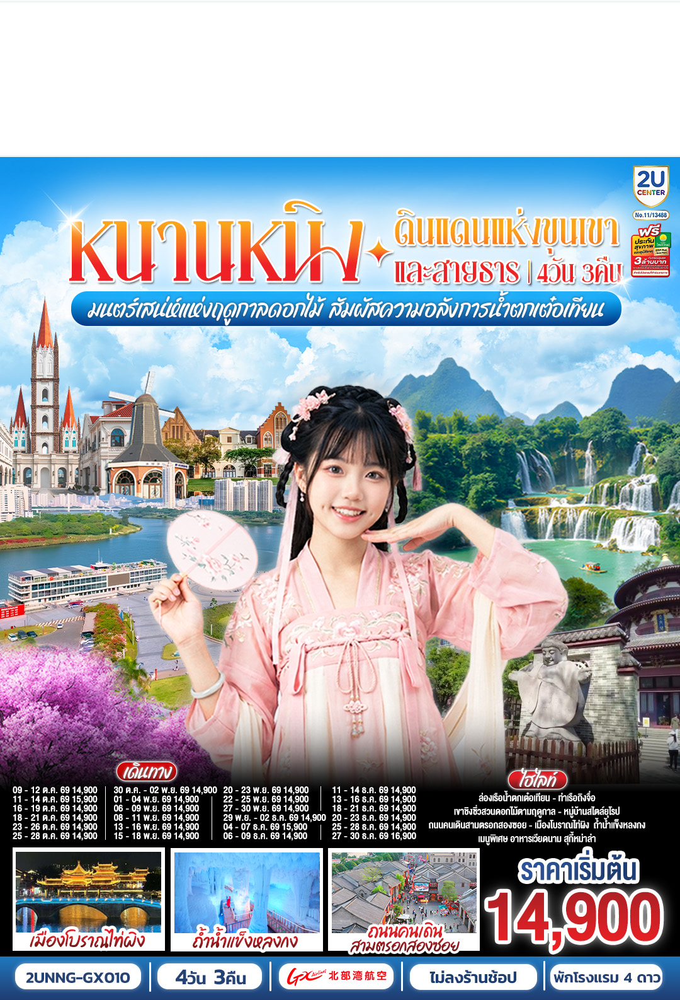 2U
CENTER
No.11/13488
ฟรี
ประกัน
สุขภาพ
3ล้านบาท
หนานหนิง
ดินแดนแห่งขุนเขา
และสายธาร | 4วัน 3คืน
มนตร์เสน่ห์แห่งฤดูกาลดอกไม้ สัมผัสความอลังการน้ำตกเต๋อเทียน
เดินทาง
09 - 12 ต.ค. 69 14,900
11 - 14 ต.ค. 69 15,900
16 - 19 ต.ค. 69 14,900
18 - 21 ต.ค. 69 14,900
23 - 26 ต.ค. 69 14,900
25 - 28 ต.ค. 69 14,900
30 ต.ค. - 02 พ.ย. 69 14,900
01 - 04 พ.ย. 69 14,900
06 - 09 พ.ย. 69 14,900
08 - 11 พ.ย. 69 14,900
13 - 16 พ.ย. 69 14,900
15 - 18 พ.ย. 69 14,900
20 - 23 พ.ย. 69 14,900
22 - 25 พ.ย. 69 14,900
27 - 30 พ.ย. 69 14,900
29 พ.ย. - 02 ธ.ค. 69 14,900
04 - 07 ธ.ค. 69 15,900
06 - 09 ธ.ค. 69 14,900
11 - 14 ธ.ค. 69 14,900
13 - 16 ธ.ค. 69 14,900
18 - 21 ธ.ค. 69 14,900
20 - 23 ธ.ค. 69 14,900
25 - 28 ธ.ค. 69 14,900
27 - 30 ธ.ค. 69 16,900
ไฮไลท์
ล่องเรือน้ำตกเต๋อเทียน - ท่าเรือถิงจื่อ
เขาชิงซิ่วสวนดอกไม้ตามฤดูกาล - หมู่บ้านสไตล์ยุโรป
ถนนคนเดินสามตรอกสองซอย - เมืองโบราณไท่ผิง ถ้ำน้ำแข็งหลงกง
เมนูพิเศษ อาหารเวียดนาม สุกี้หม่าล่า
เมืองโบราณไท่ผิง
ถ้ำน้ำแข็งหลงกง
ถนนคนเดิน
สามตรอกสองซอย
ราคาเริ่มต้น
14,900
2UNNG-GX010
4วัน 3คืน
GX Airlines 北部湾航空
ไม่ลงร้านช้อป
พักโรงแรม 4 ดาว